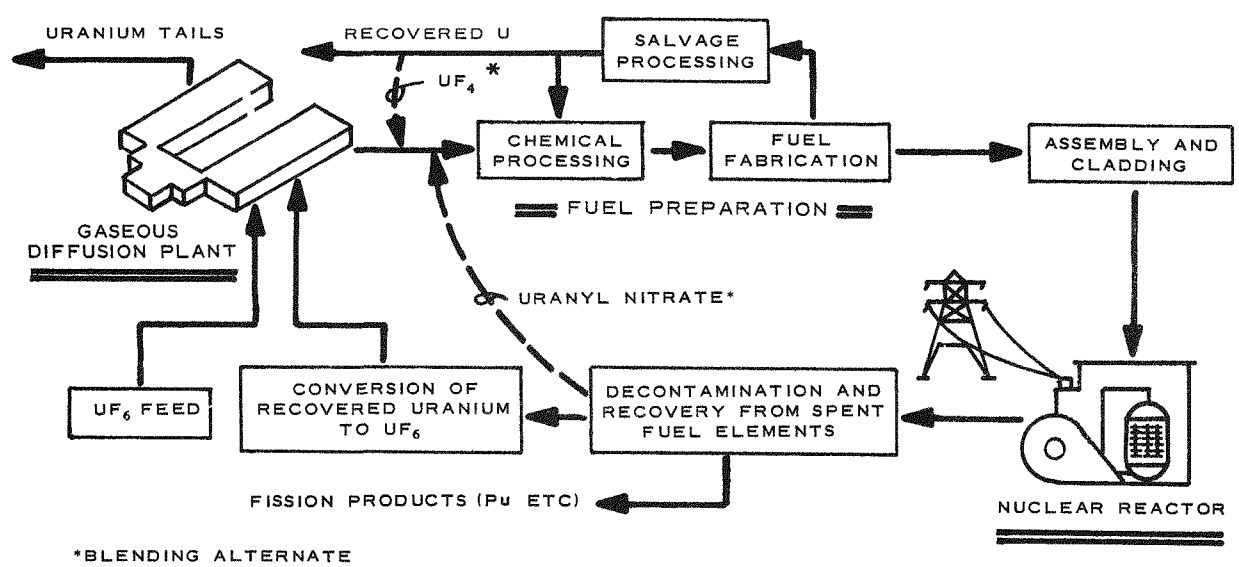 URANIUM TAILS
RECOVERED U
SALVAGE
PROCESSING
UF₄ *
CHEMICAL
PROCESSING
FUEL
FABRICATION
ASSEMBLY AND
CLADDING
FUEL PREPARATION
GASEOUS
DIFFUSION PLANT
URANYL NITRATE*
UF₆ FEED
CONVERSION OF
RECOVERED URANIUM
TO UF₆
DECONTAMINATION AND
RECOVERY FROM SPENT
FUEL ELEMENTS
FISSION PRODUCTS (Pu ETC)
NUCLEAR REACTOR
*BLENDING ALTERNATE